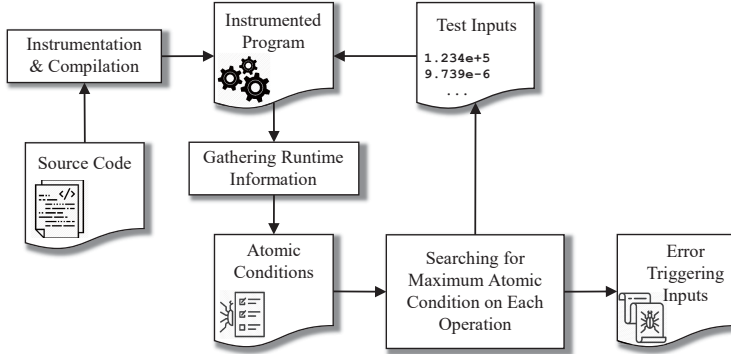 Instrumentation
& Compilation
Instrumented
Program
Test Inputs
1.234e+5
9.739e-6
...
Source Code
</>
Gathering Runtime
Information
Atomic
Conditions
Searching for
Maximum Atomic
Condition on Each
Operation
Error
Triggering
Inputs